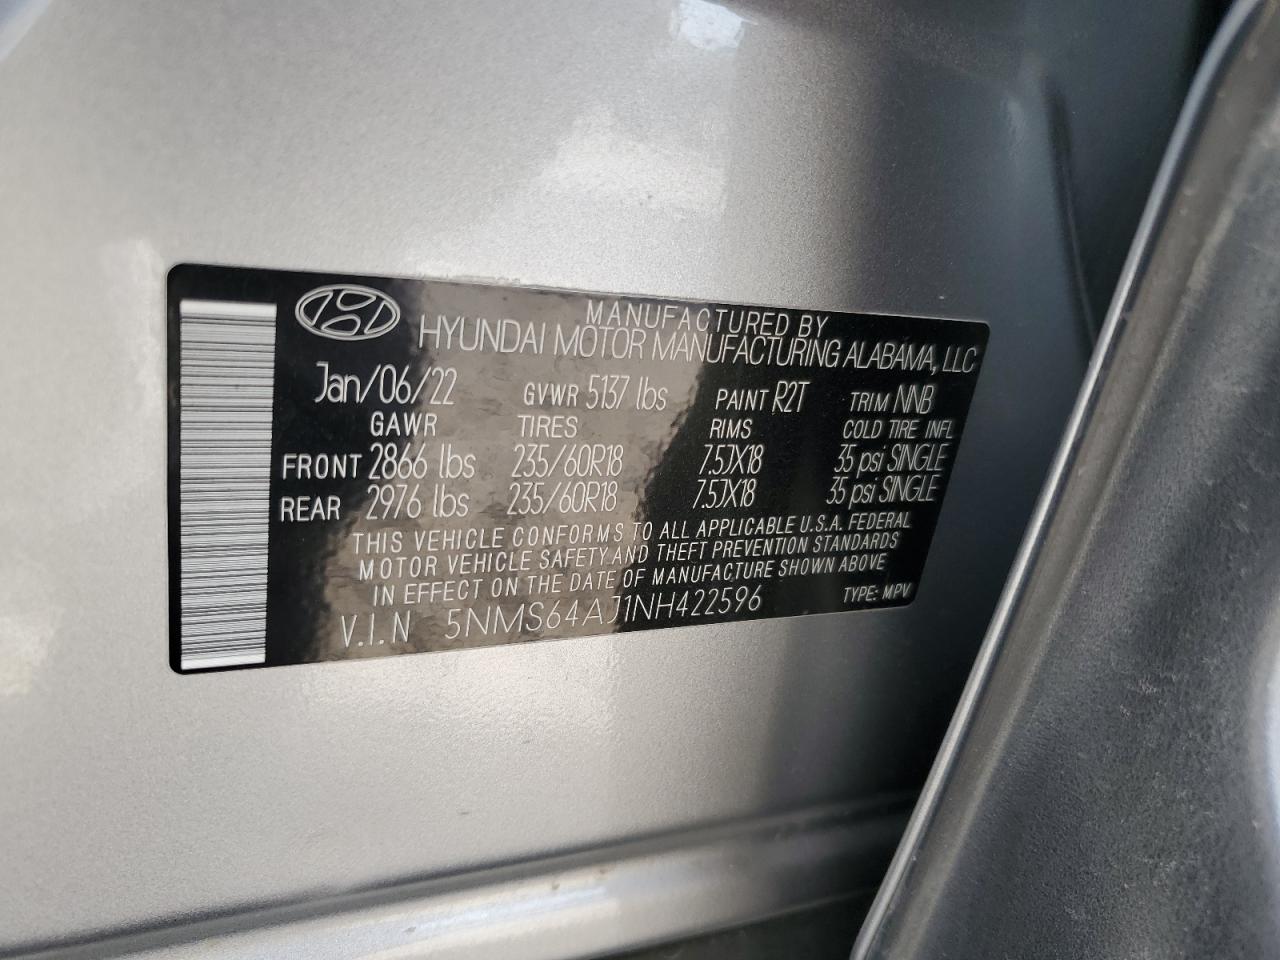 MANUFACTURED BY
HYUNDAI MOTOR MANUFACTURING ALABAMA, LLC
Jan/06/22 GVWR 5137 lbs PAINT R2T TRIM NNB
GAWR TIRES RIMS COLD TIRE INFL
FRONT 2866 lbs 235/60R18 7.5JX18 35 psi SINGLE
REAR 2976 lbs 235/60R18 7.5JX18 35 psi SINGLE
THIS VEHICLE CONFORMS TO ALL APPLICABLE U.S.A. FEDERAL
MOTOR VEHICLE SAFETY AND THEFT PREVENTION STANDARDS
IN EFFECT ON THE DATE OF MANUFACTURE SHOWN ABOVE
V.I.N 5NMS64AJ1NH422596 TYPE: MPV